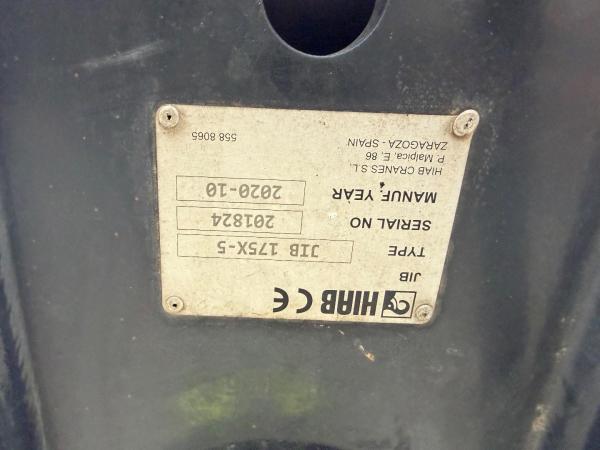 HIAB CE
JIB
TYPE JIB 175X-5
SERIAL NO 201824
MANUF. YEAR 2020-10
HIAB CRANES S.L.
P. Malpica, E, 86
ZARAGOZA - SPAIN
558 8065